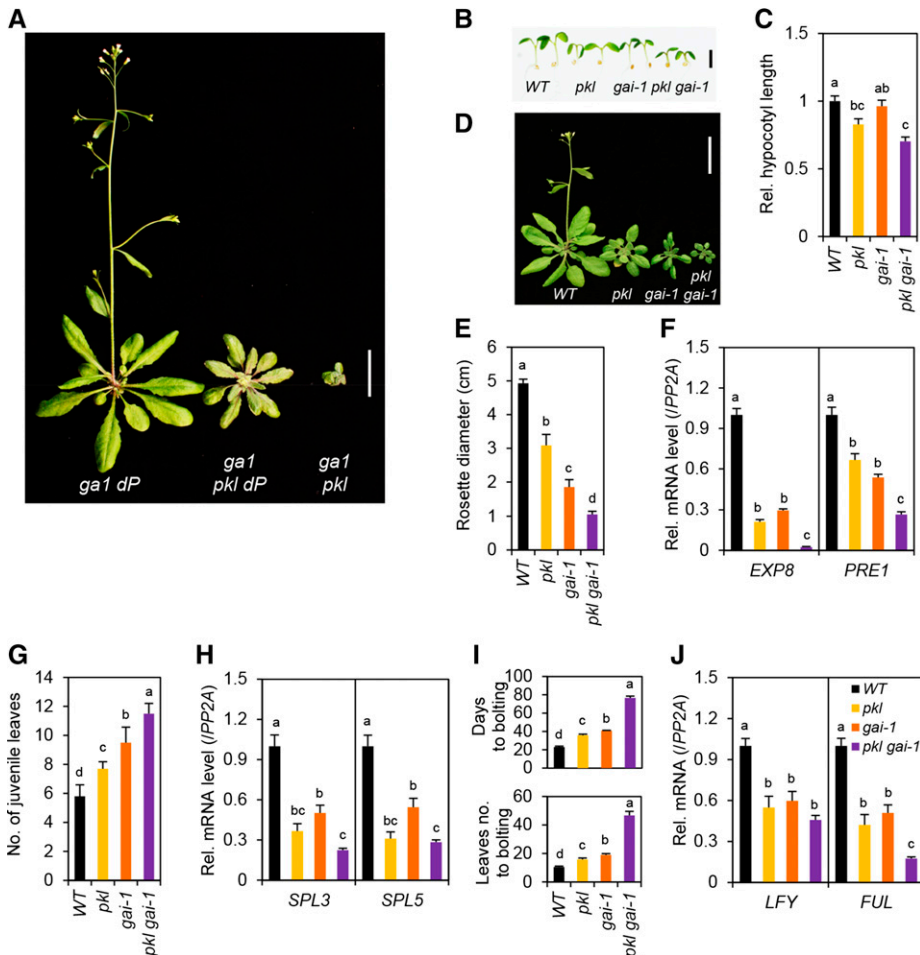 A
ga1 dP
ga1
pkl dP
ga1
pkl
B
WT
pkl
gai-1
pkl gai-1
C
Rel. hypocotyl length
1.5
1
0.5
0
a
bc
ab
c
WT
pkl
gai-1
pkl gai-1
D
WT
pkl
gai-1
pkl
gai-1
E
Rosette diameter (cm)
6
5
4
3
2
1
0
a
b
c
d
WT
pkl
gai-1
pkl gai-1
F
Rel. mRNA level (/PP2A)
1.5
1.2
0.9
0.6
0.3
0
a
b
b
c
a
b
b
c
EXP8
PRE1
G
No. of juvenile leaves
14
12
10
8
6
4
2
0
d
c
b
a
WT
pkl
gai-1
pkl gai-1
H
Rel. mRNA level (/PP2A)
1.5
1.2
0.9
0.6
0.3
0
a
bc
b
c
a
bc
b
c
SPL3
SPL5
I
Days
to bolting
100
80
60
40
20
0
d
c
b
a
Leaves no.
to bolting
60
40
20
0
d
c
b
a
WT
pkl
gai-1
pkl gai-1
J
Rel. mRNA (/PP2A)
1.5
1.2
0.9
0.6
0.3
0
a
b
b
b
a
b
b
c
WT
pkl
gai-1
pkl gai-1
LFY
FUL